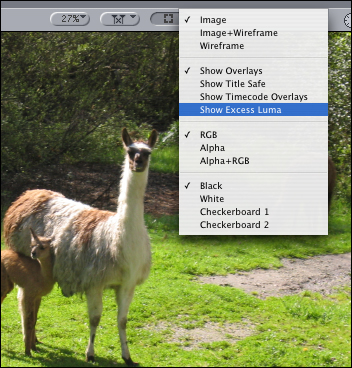 27%
✓ Image
Image+Wireframe
Wireframe
✓ Show Overlays
Show Title Safe
Show Timecode Overlays
Show Excess Luma
✓ RGB
Alpha
Alpha+RGB
✓ Black
White
Checkerboard 1
Checkerboard 2